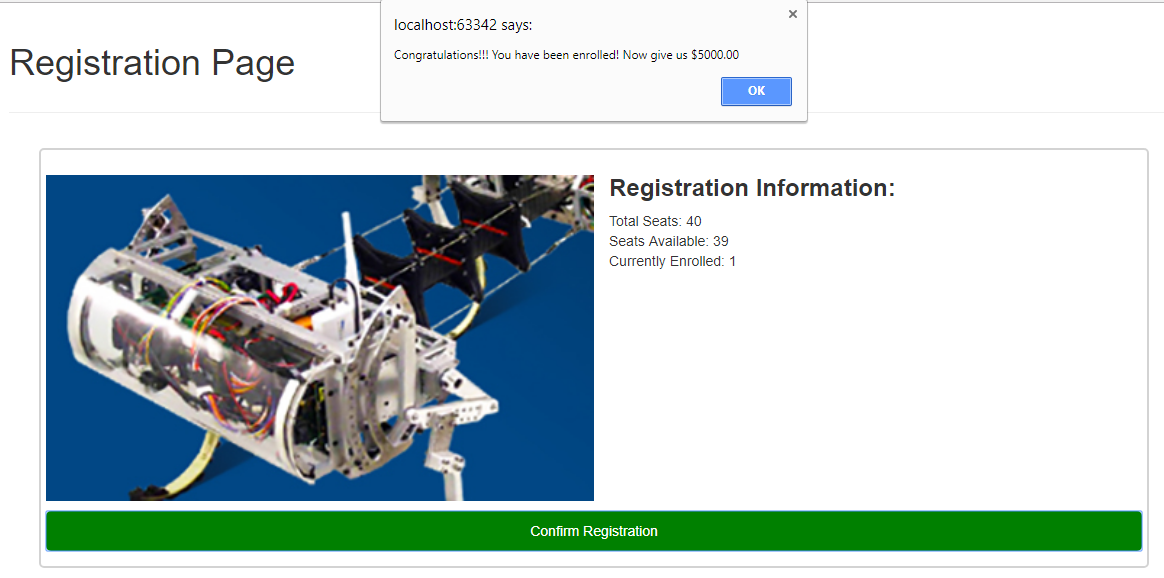 localhost:63342 says:
Congratulations!!! You have been enrolled! Now give us $5000.00
OK
Registration Page
Registration Information:
Total Seats: 40
Seats Available: 39
Currently Enrolled: 1
Confirm Registration